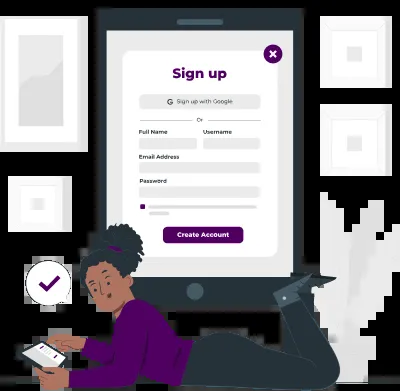 Sign up
G Sign up with Google
Or
Full Name Username
Email Address
Password
Create Account